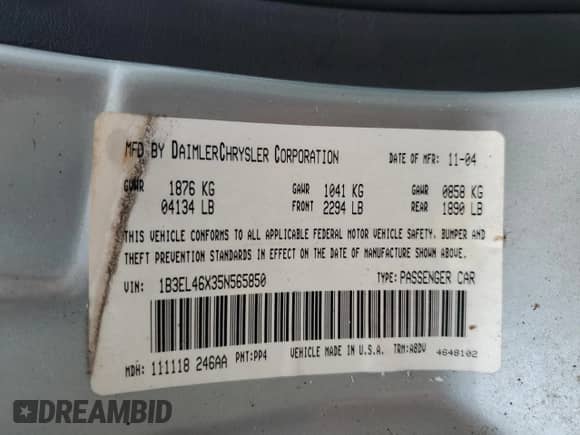 MFD BY DAIMLERCHRYSLER CORPORATION DATE OF MFR: 11-04
GVWR 1876 KG GAWR 1041 KG GAWR 0858 KG
04134 LB FRONT 2294 LB REAR 1890 LB
THIS VEHICLE CONFORMS TO ALL APPLICABLE FEDERAL MOTOR VEHICLE SAFETY, BUMPER AND
THEFT PREVENTION STANDARDS IN EFFECT ON THE DATE OF MANUFACTURE SHOWN ABOVE.
VIN: 1B3EL46X35N565850 TYPE: PASSENGER CAR
MDH: 111118 246AA PNT:PP4 VEHICLE MADE IN U.S.A. TRM:A8DV 4648102
DREAMBID